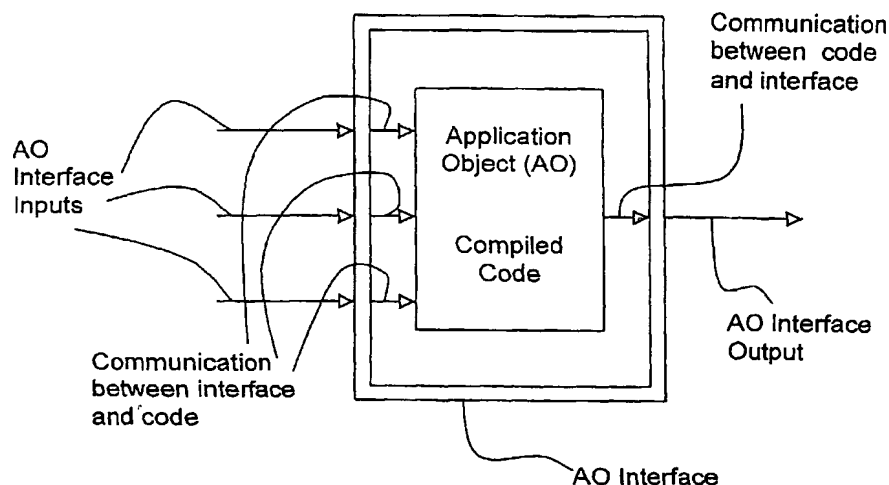 Communication
between code
and interface
AO
Interface
Inputs
Application
Object (AO)
Compiled
Code
Communication
between interface
and code
AO Interface
Output
AO Interface